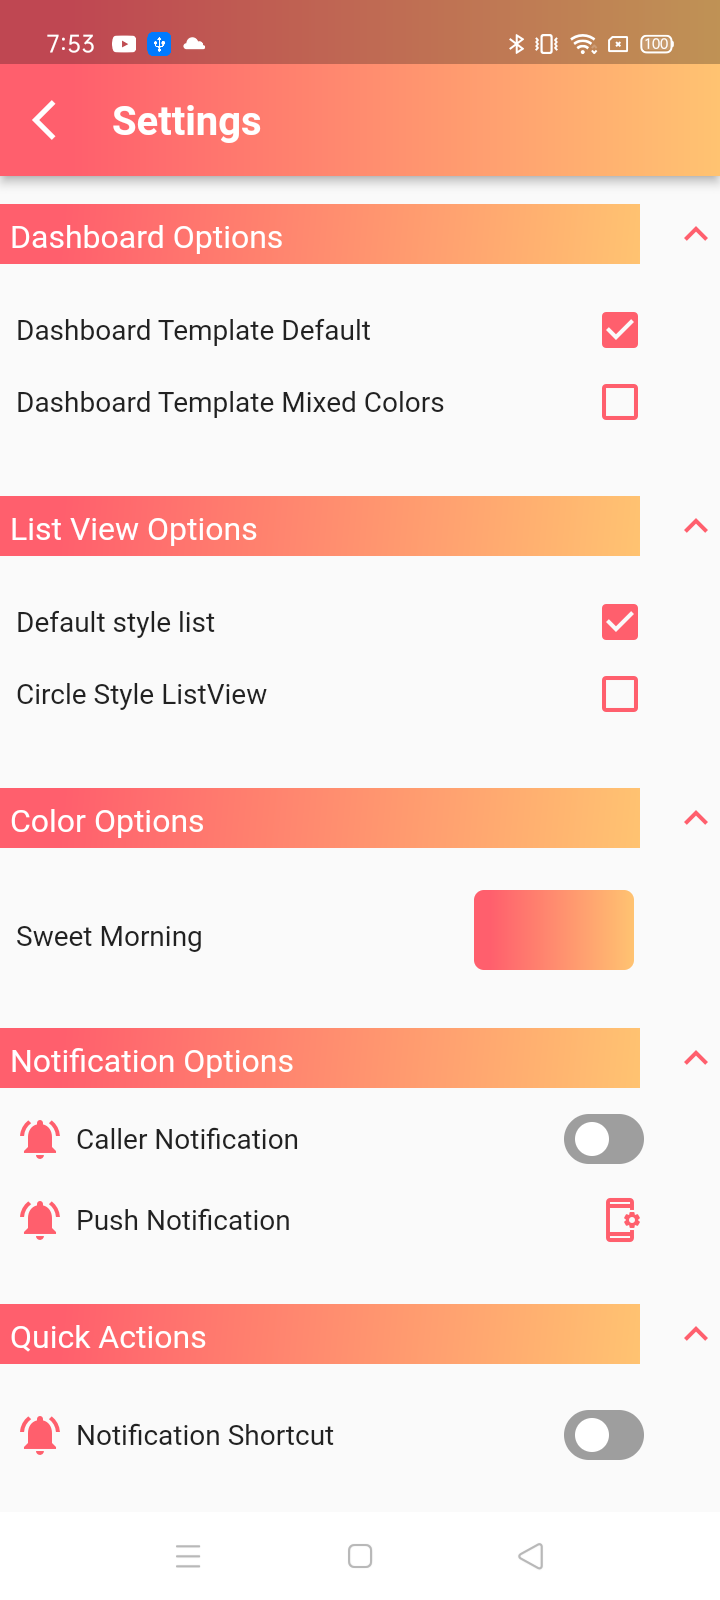 7:53
100
Settings
Dashboard Options
Dashboard Template Default
Dashboard Template Mixed Colors
List View Options
Default style list
Circle Style ListView
Color Options
Sweet Morning
Notification Options
Caller Notification
Push Notification
Quick Actions
Notification Shortcut